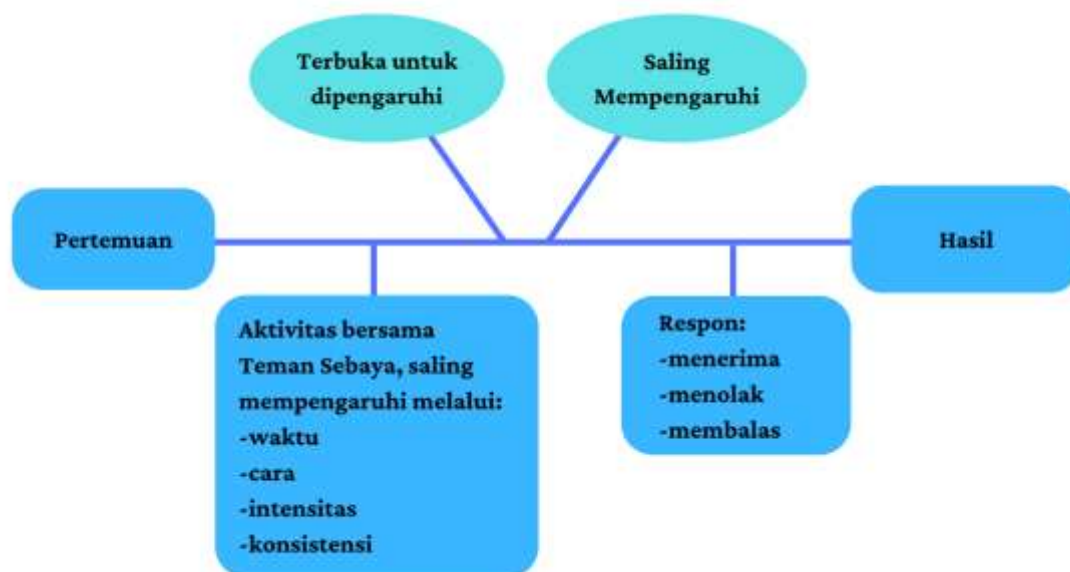 Terbuka untuk
dipengaruhi
Saling
Mempengaruhi
Pertemuan
Hasil
Aktivitas bersama
Teman Sebaya, saling
mempengaruhi melalui:
-waktu
-cara
-intensitas
-konsistensi
Respon:
-menerima
-menolak
-membalas